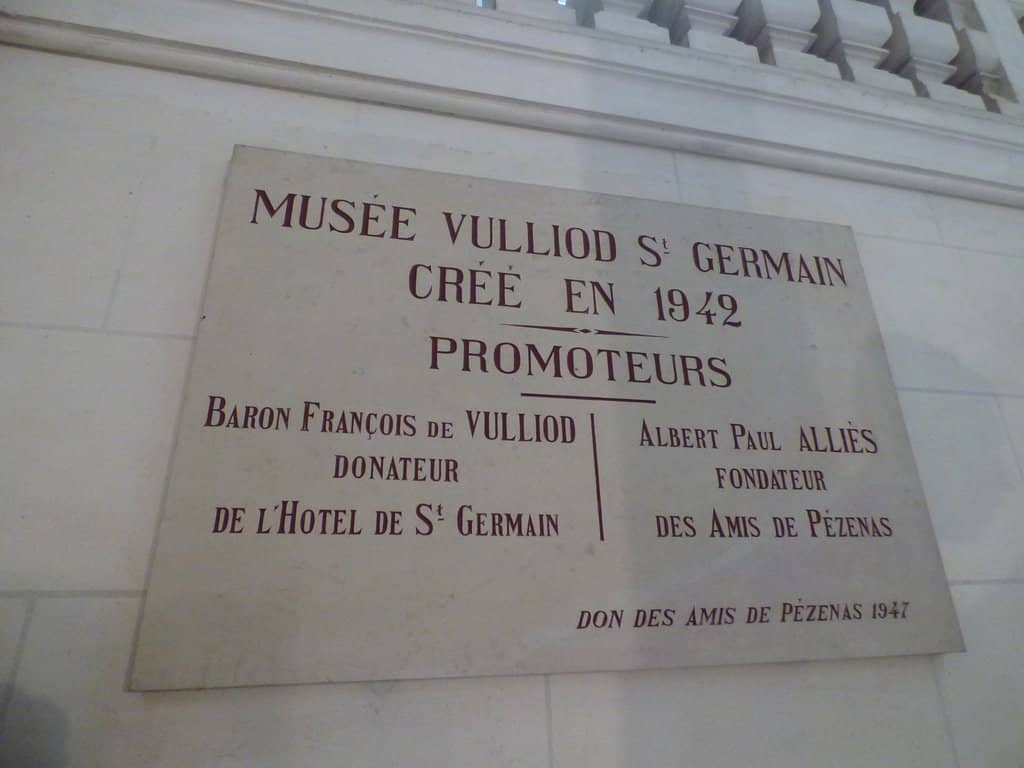 MUSÉE VULLIOD St GERMAIN
CRÉÉ EN 1942
PROMOTEURS
BARON FRANÇOIS DE VULLIOD
DONATEUR
DE L'HOTEL DE St GERMAIN
ALBERT PAUL ALLIÈS
FONDATEUR
DES AMIS DE PÉZENAS
DON DES AMIS DE PÉZENAS 1947